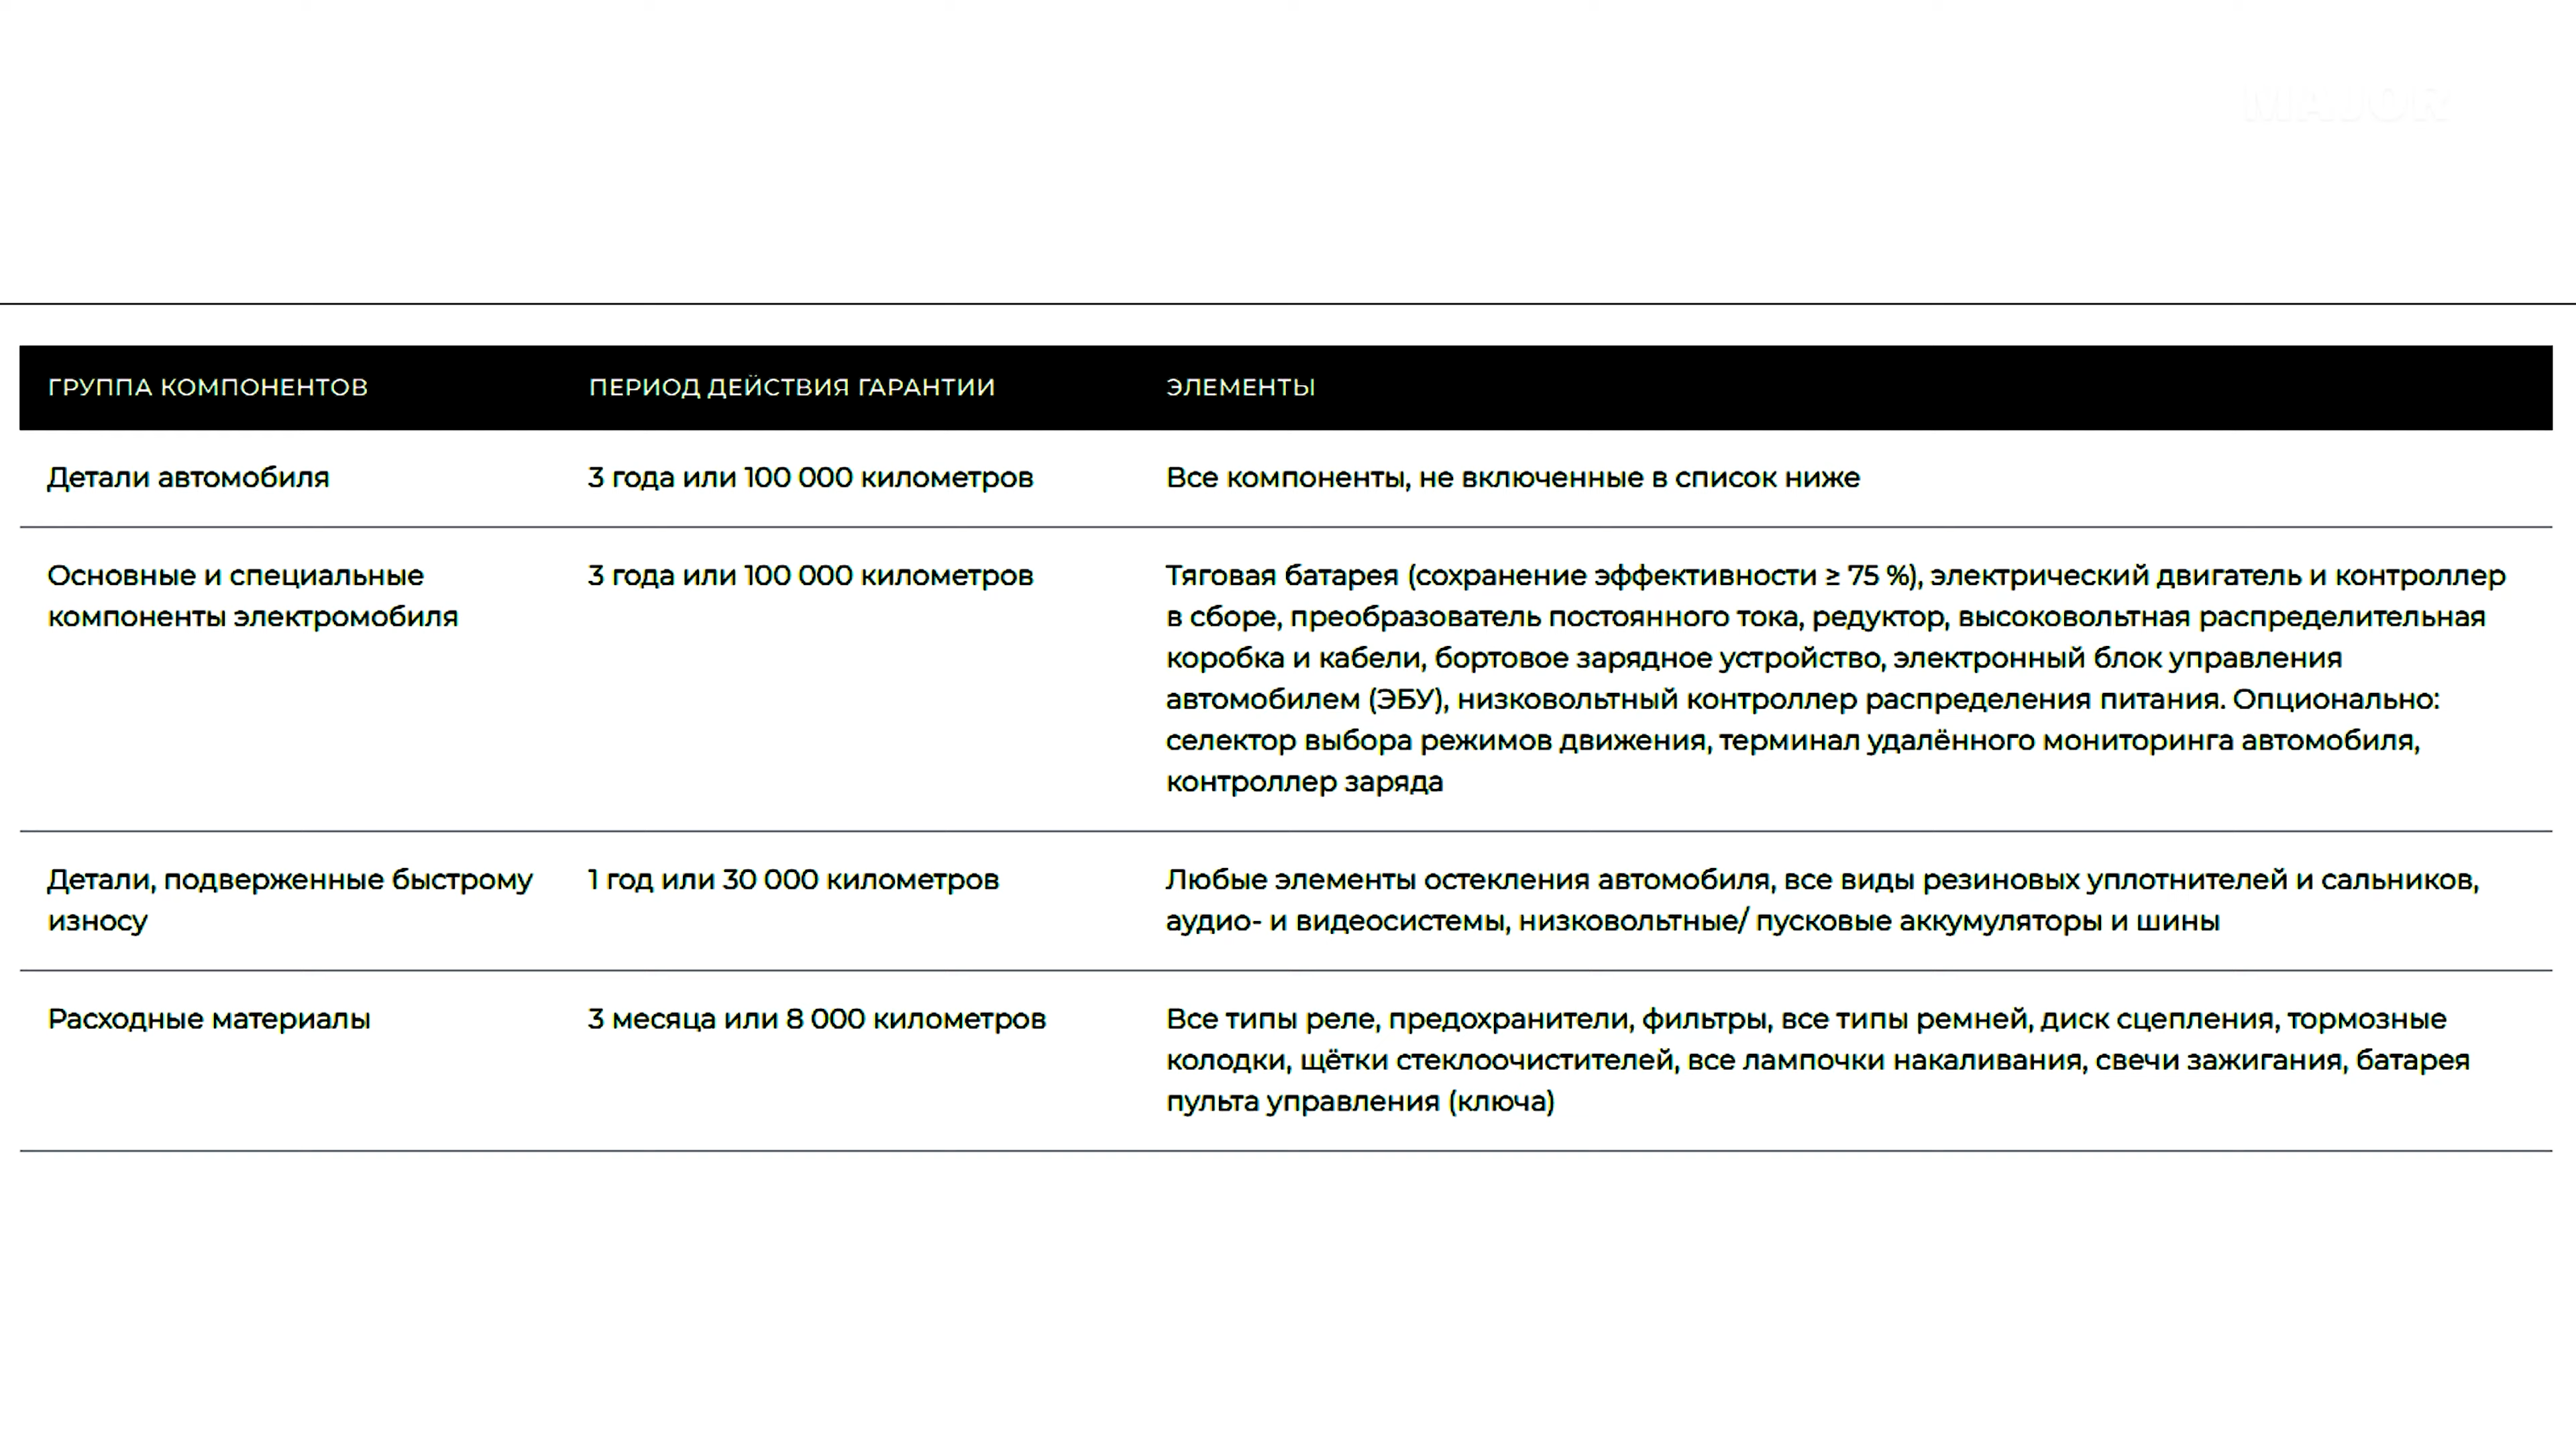 MAJOR
ГРУППА КОМПОНЕНТОВ
ПЕРИОД ДЕЙСТВИЯ ГАРАНТИИ
ЭЛЕМЕНТЫ
Детали автомобиля
3 года или 100 000 километров
Все компоненты, не включенные в список ниже
Основные и специальные
компоненты электромобиля
3 года или 100 000 километров
Тяговая батарея (сохранение эффективности ≥ 75 %), электрический двигатель и контроллер
в сборе, преобразователь постоянного тока, редуктор, высоковольтная распределительная
коробка и кабели, бортовое зарядное устройство, электронный блок управления
автомобилем (ЭБУ), низковольтный контроллер распределения питания. Опционально:
селектор выбора режимов движения, терминал удалённого мониторинга автомобиля,
контроллер заряда
Детали, подверженные быстрому
износу
1 год или 30 000 километров
Любые элементы остекления автомобиля, все виды резиновых уплотнителей и сальников,
аудио- и видеосистемы, низковольтные/ пусковые аккумуляторы и шины
Расходные материалы
3 месяца или 8 000 километров
Все типы реле, предохранители, фильтры, все типы ремней, диск сцепления, тормозные
колодки, щётки стеклоочистителей, все лампочки накаливания, свечи зажигания, батарея
пульта управления (ключа)